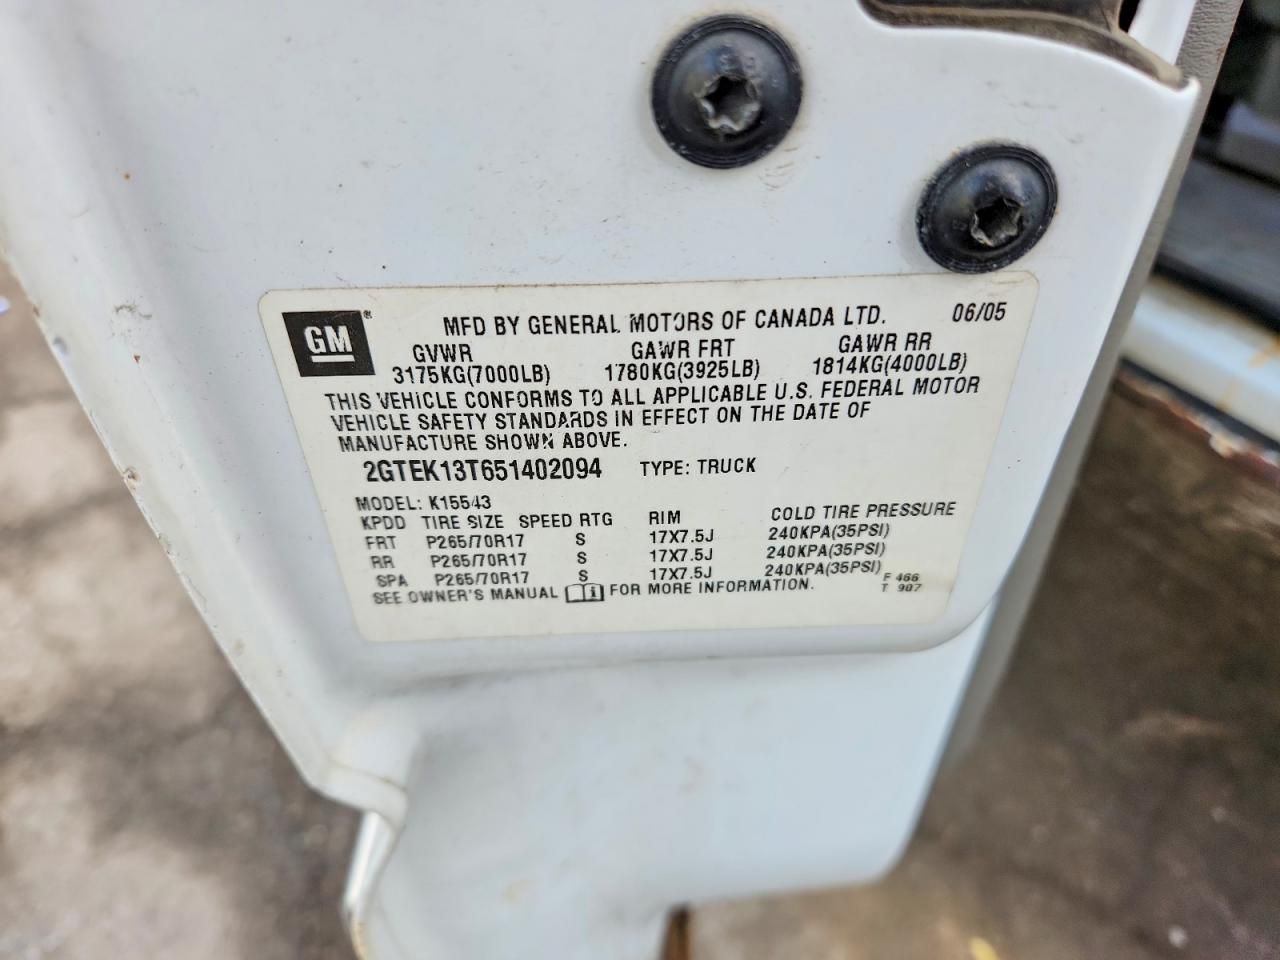 GM®
MFD BY GENERAL MOTORS OF CANADA LTD. 06/05
GVWR GAWR FRT GAWR RR
3175KG(7000LB) 1780KG(3925LB) 1814KG(4000LB)
THIS VEHICLE CONFORMS TO ALL APPLICABLE U.S. FEDERAL MOTOR
VEHICLE SAFETY STANDARDS IN EFFECT ON THE DATE OF
MANUFACTURE SHOWN ABOVE.
2GTEK13T651402094 TYPE: TRUCK
MODEL: K15543
KPDD TIRE SIZE SPEED RTG RIM COLD TIRE PRESSURE
FRT P265/70R17 S 17X7.5J 240KPA(35PSI)
RR P265/70R17 S 17X7.5J 240KPA(35PSI)
SPA P265/70R17 S 17X7.5J 240KPA(35PSI)
SEE OWNER'S MANUAL i FOR MORE INFORMATION.
F 466
T 907